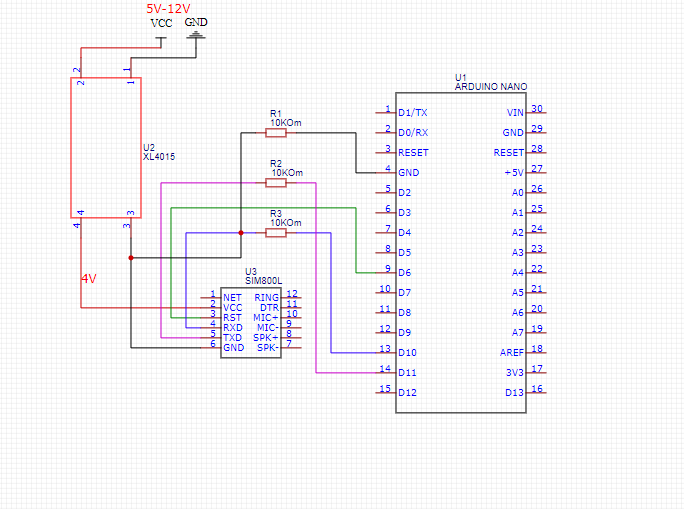 5V-12V
VCC GND
2 1
2 1
U2
XL4015
4 3
4 3
4V
R1
10KOm
R2
10KOm
R3
10KOm
U3
SIM800L
1 NET RING 12
2 VCC DTR 11
3 RST MIC+ 10
4 RXD MIC- 9
5 TXD SPK+ 8
6 GND SPK- 7
U1
ARDUINO NANO
1 D1/TX VIN 30
2 D0/RX GND 29
3 RESET RESET 28
4 GND +5V 27
5 D2 A0 26
6 D3 A1 25
7 D4 A2 24
8 D5 A3 23
9 D6 A4 22
10 D7 A5 21
11 D8 A6 20
12 D9 A7 19
13 D10 AREF 18
14 D11 3V3 17
15 D12 D13 16